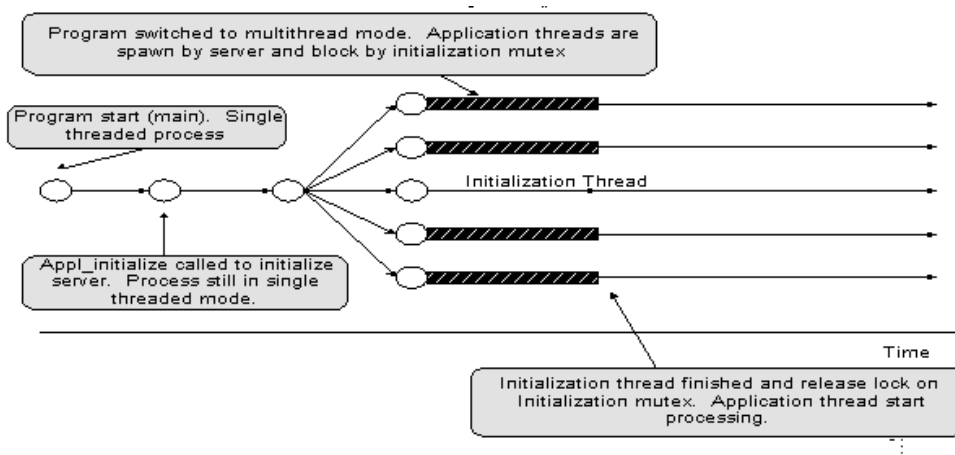 Program switched to multithread mode.  Application threads are
spawn by server and block by initialization mutex
Program start (main).  Single
threaded process
Initialization Thread
Appl_initialize called to initialize
server.  Process still in single
threaded mode.
Time
Initialization thread finished and release lock on
Initialization mutex.  Application thread start
processing.